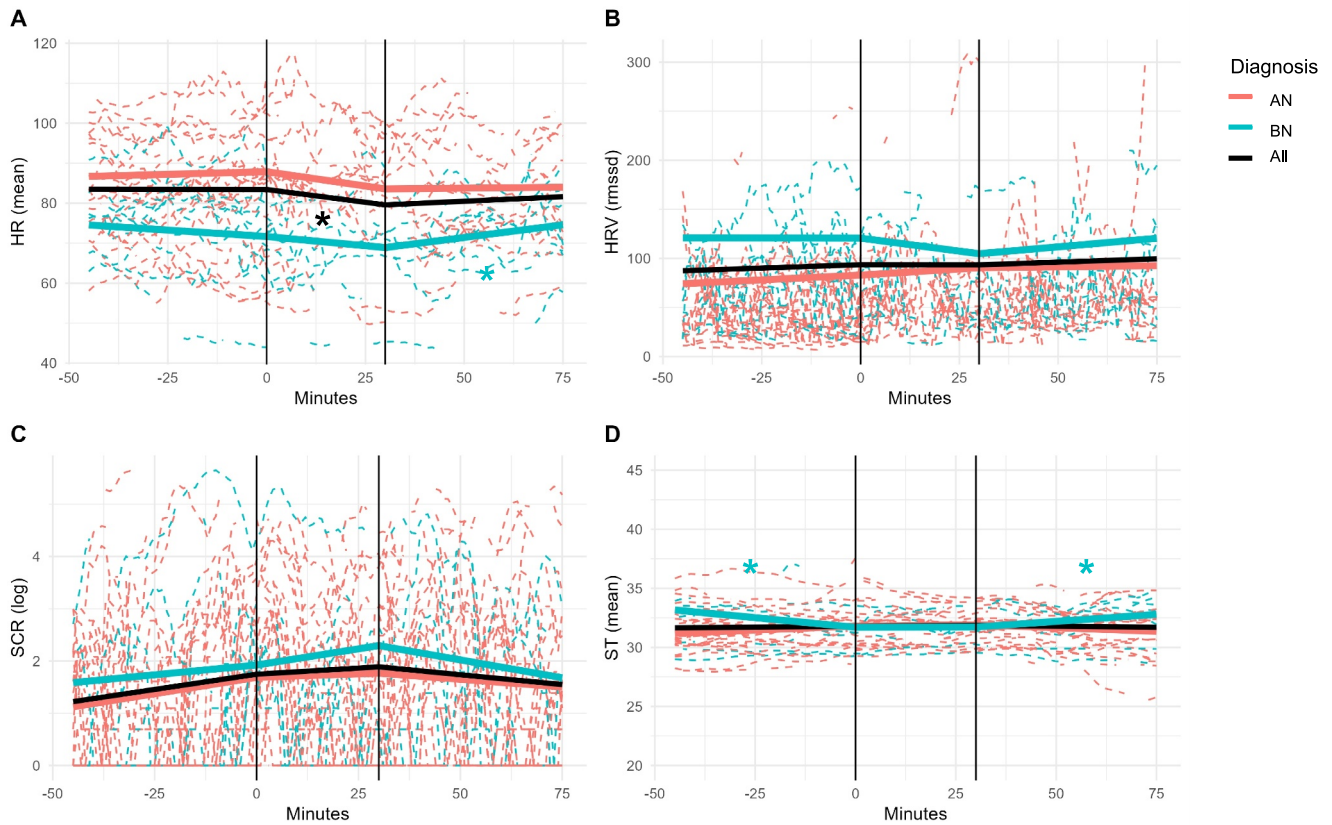 A
HR (mean)
120
100
80
60
40
*
*
-50
-25
0
25
50
75
Minutes
B
HRV (rmssd)
300
200
100
0
-50
-25
0
25
50
75
Minutes
Diagnosis
AN
BN
All
C
SCR (log)
4
2
0
-50
-25
0
25
50
75
Minutes
D
ST (mean)
45
40
35
30
25
20
*
*
-50
-25
0
25
50
75
Minutes